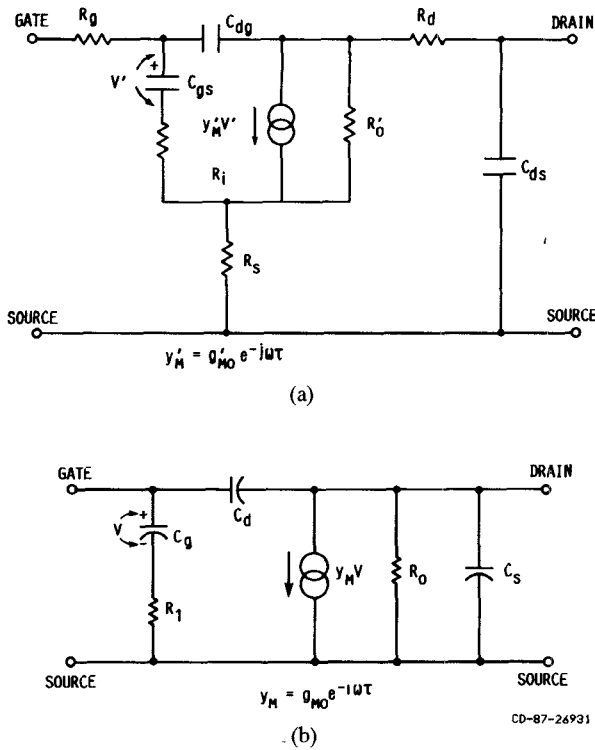 GATE
R_g
C_dg
R_d
DRAIN
V'
+
C_gs
y'_M V'
R'_o
C_ds
R_i
R_s
SOURCE
SOURCE
y'_M = g'_MO e^-jωτ
(a)
GATE
DRAIN
C_d
V
+
-
C_g
y_M V
R_o
C_s
R_1
SOURCE
SOURCE
y_M = g_MO e^-ıωτ
CD-87-26931
(b)